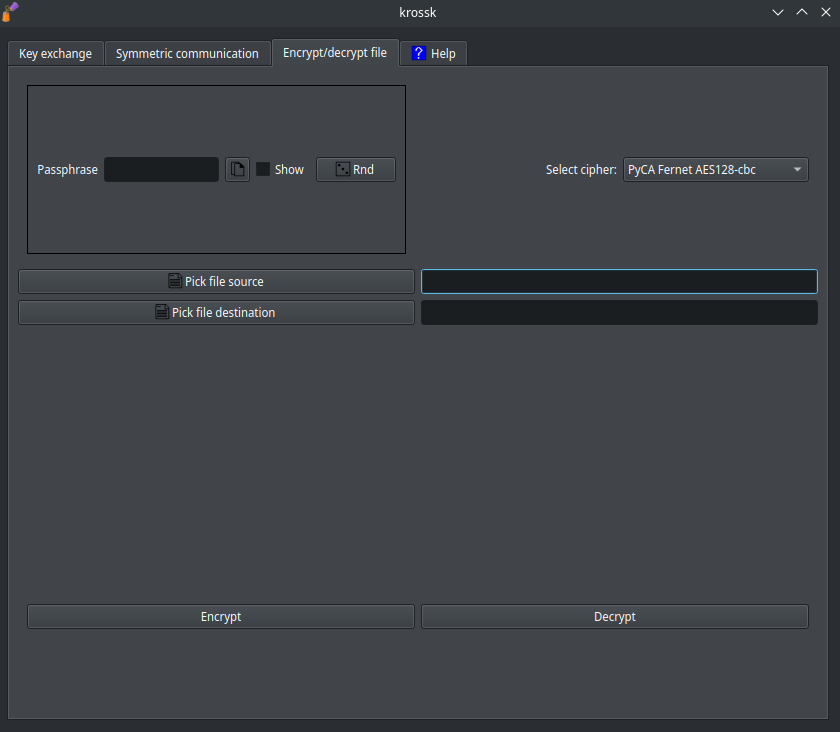 krossk
Key exchange Symmetric communication Encrypt/decrypt file ? Help
Passphrase Show Rnd Select cipher: PyCA Fernet AES128-cbc
Pick file source
Pick file destination
Encrypt Decrypt